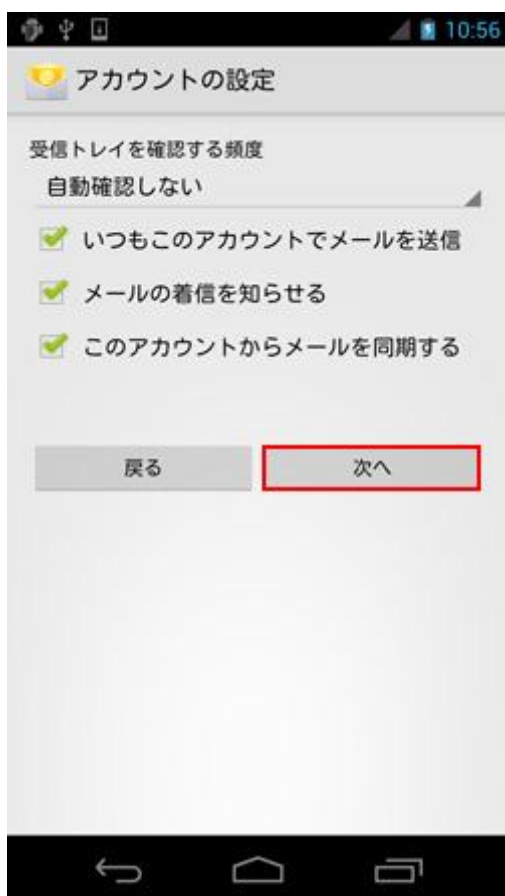 10:56
アカウントの設定
受信トレイを確認する頻度
自動確認しない
いつもこのアカウントでメールを送信
メールの着信を知らせる
このアカウントからメールを同期する
戻る
次へ